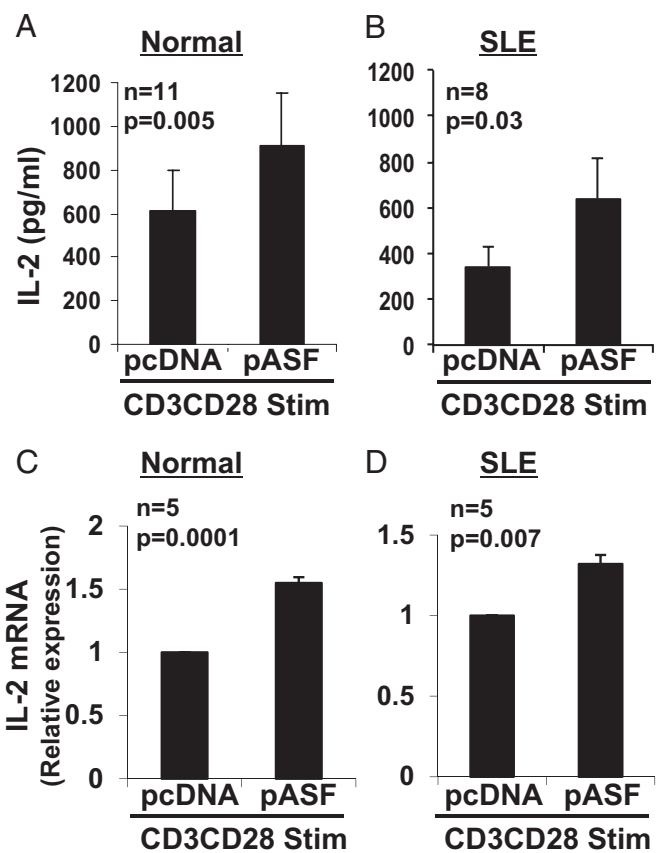 A
Normal
IL-2 (pg/ml)
1200
1000
800
600
400
200
0
n=11
p=0.005
pcDNA pASF
CD3CD28 Stim
B
SLE
1200
1000
800
600
400
200
0
n=8
p=0.03
pcDNA pASF
CD3CD28 Stim
C
Normal
IL-2 mRNA
(Relative expression)
2
1.5
1
0.5
0
n=5
p=0.0001
pcDNA pASF
CD3CD28 Stim
D
SLE
1.5
1
0.5
0
n=5
p=0.007
pcDNA pASF
CD3CD28 Stim